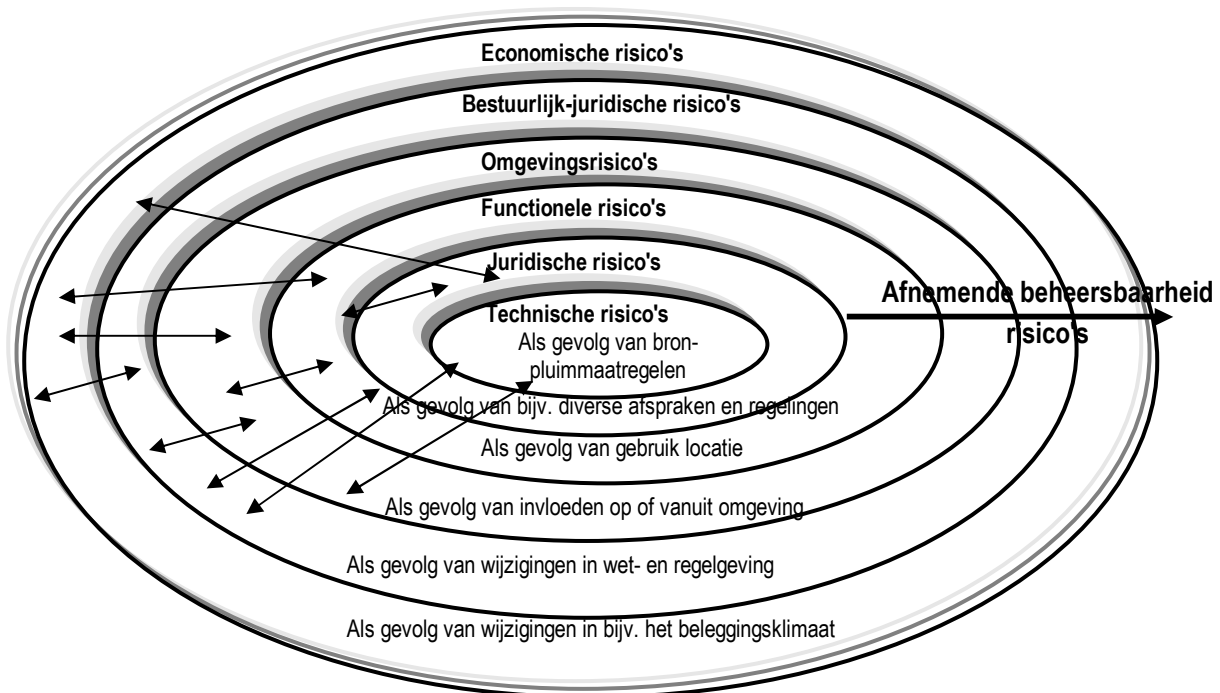 Economische risico's
Bestuurlijk-juridische risico's
Omgevingsrisico's
Functionele risico's
Juridische risico's
Technische risico's
Als gevolg van bron-
pluimmaatregelen
Als gevolg van bijv. diverse afspraken en regelingen
Als gevolg van gebruik locatie
Als gevolg van invloeden op of vanuit omgeving
Als gevolg van wijzigingen in wet- en regelgeving
Als gevolg van wijzigingen in bijv. het beleggingsklimaat
Afnemende beheersbaarheid
risico's